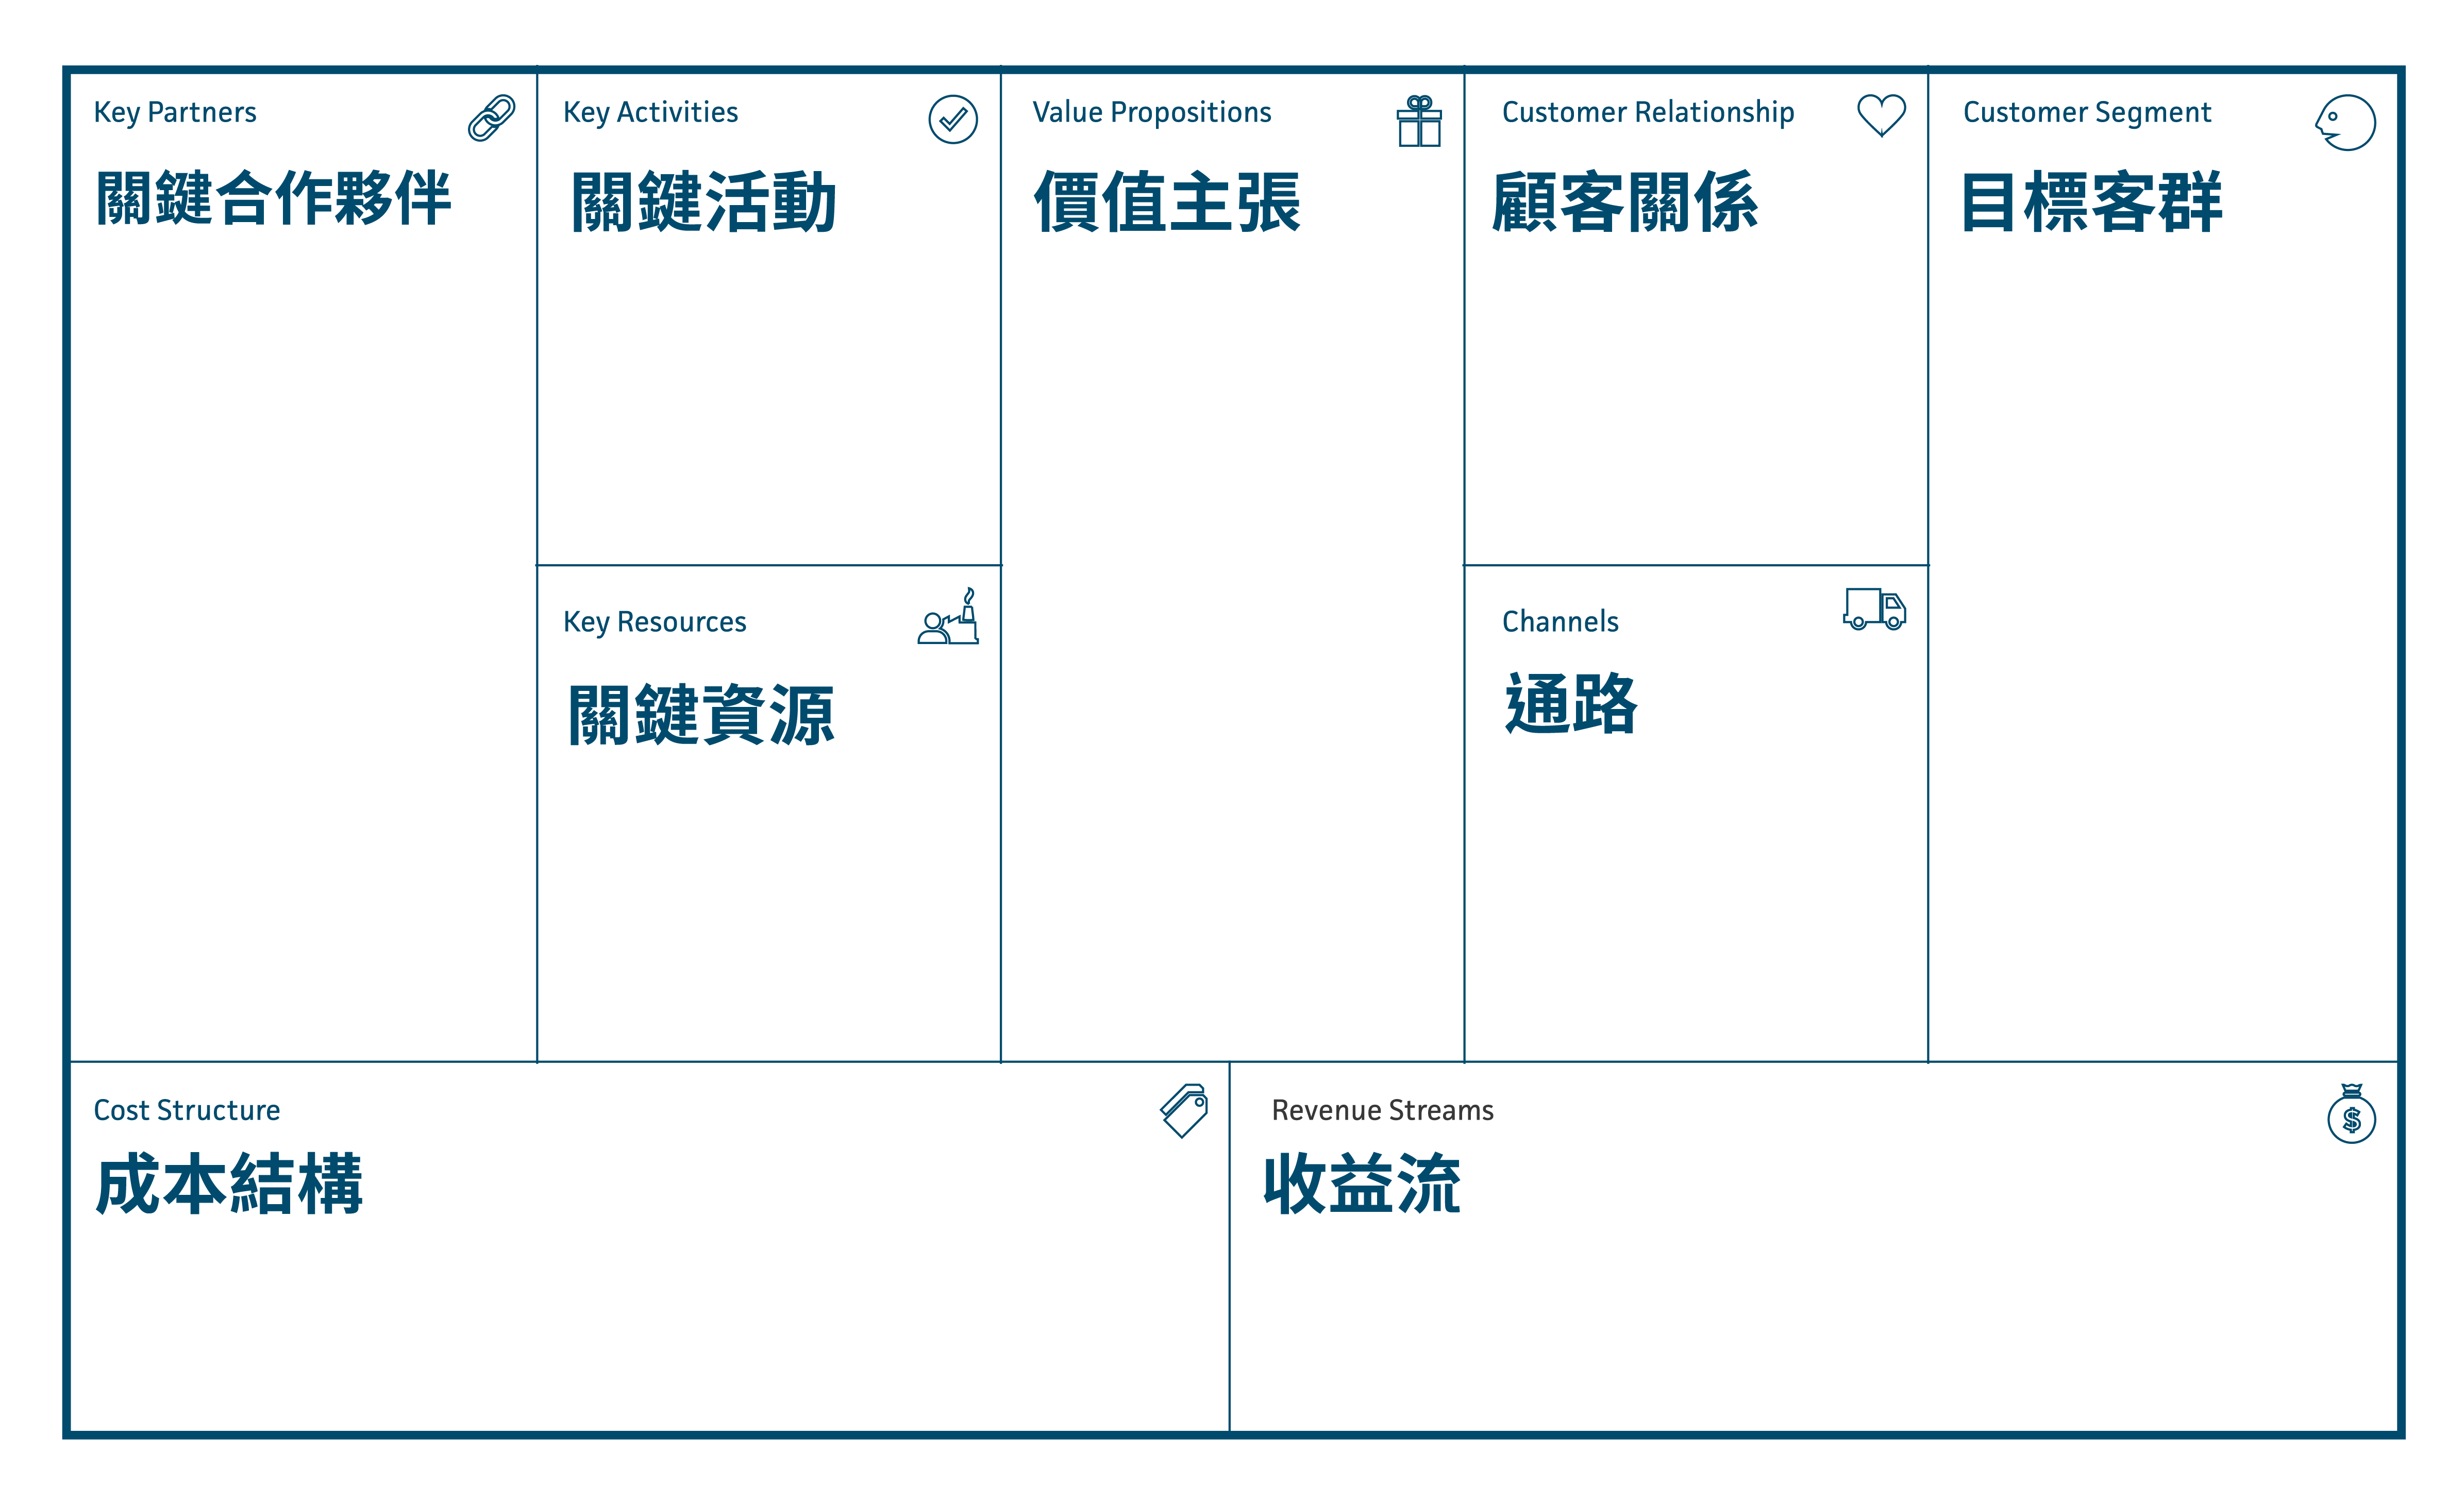 Key Partners
關鍵合作夥伴
Key Activities
關鍵活動
Key Resources
關鍵資源
Value Propositions
價值主張
Customer Relationship
顧客關係
Channels
通路
Customer Segment
目標客群
Cost Structure
成本結構
Revenue Streams
收益流
$